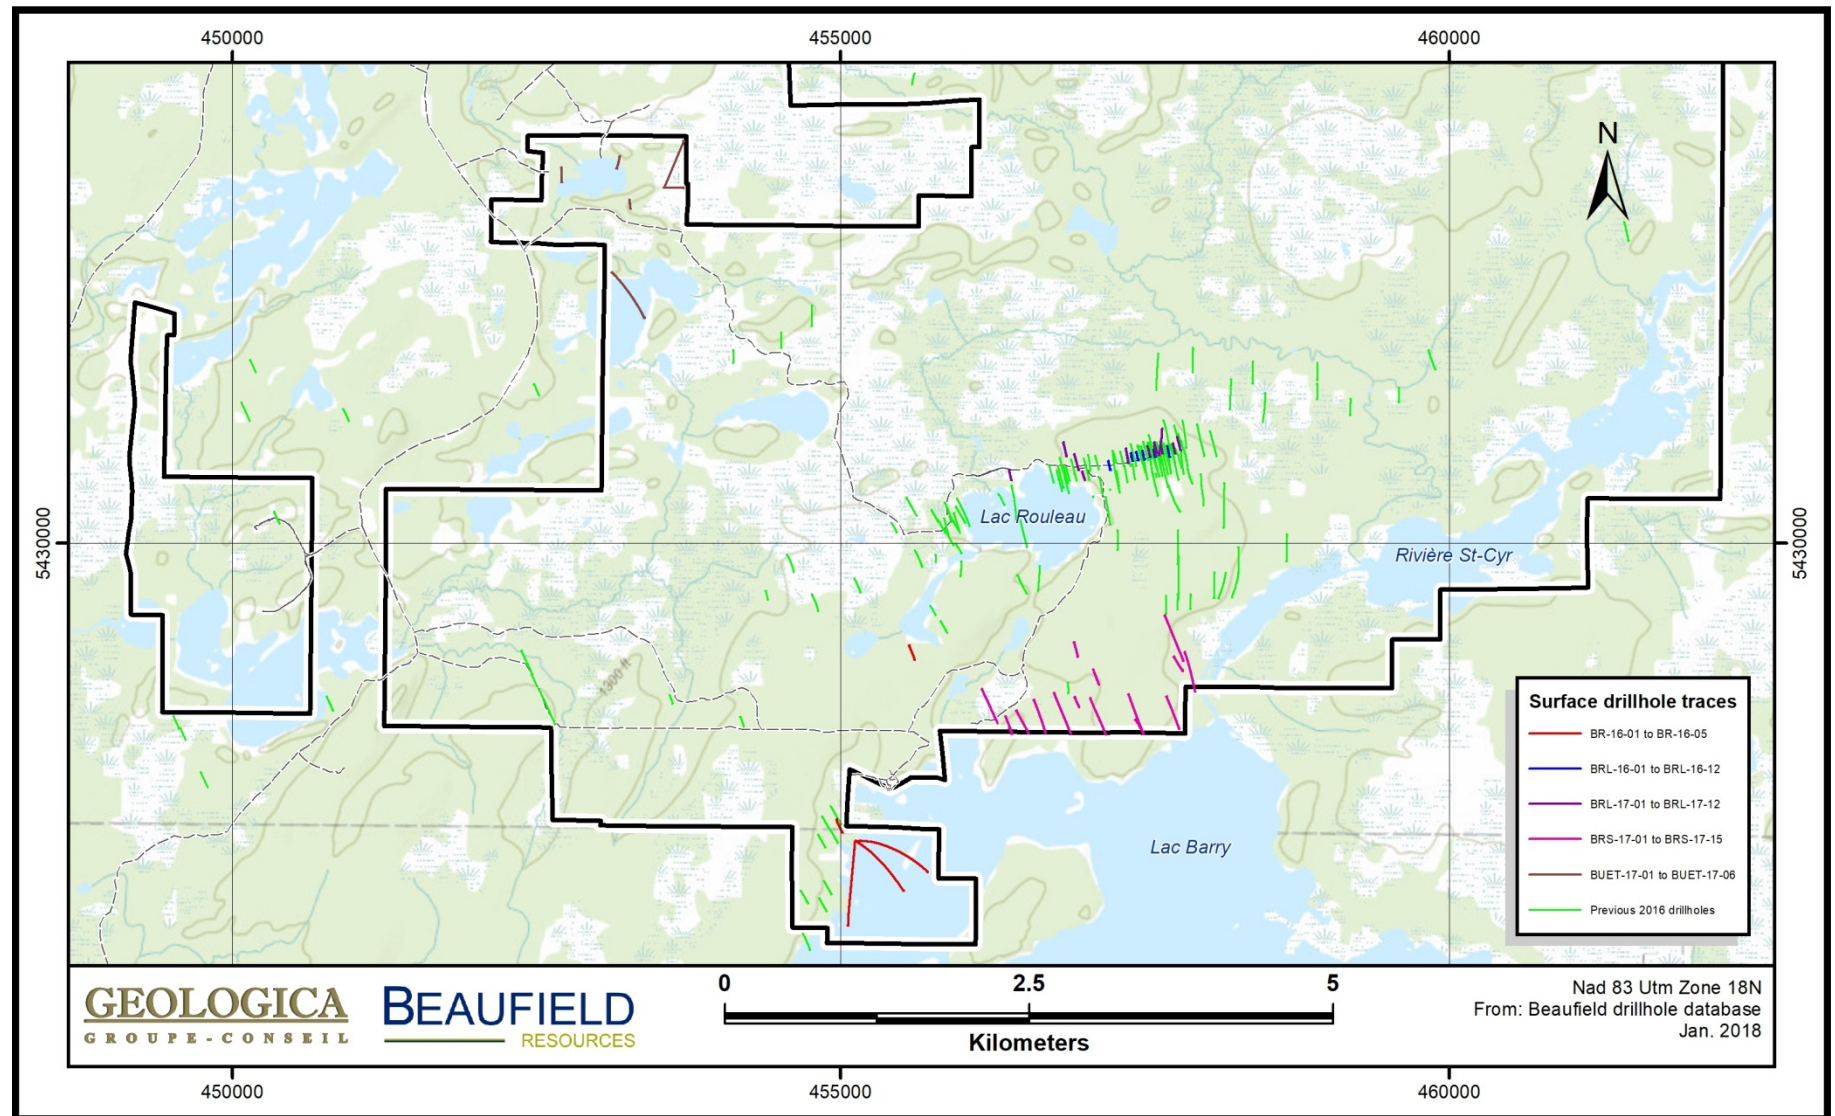 450000
455000
460000
N
5430000
5430000
Lac Rouleau
Rivière St-Cyr
1300 ft
Lac Barry
Surface drillhole traces
BR-16-01 to BR-16-05
BRL-16-01 to BRL-16-12
BRL-17-01 to BRL-17-12
BRS-17-01 to BRS-17-15
BUET-17-01 to BUET-17-06
Previous 2016 drillholes
GEOLOGICA
GROUPE-CONSEIL
BEAUFIELD
RESOURCES
0 2.5 5
Kilometers
Nad 83 Utm Zone 18N
From: Beaufield drillhole database
Jan. 2018
450000
455000
460000